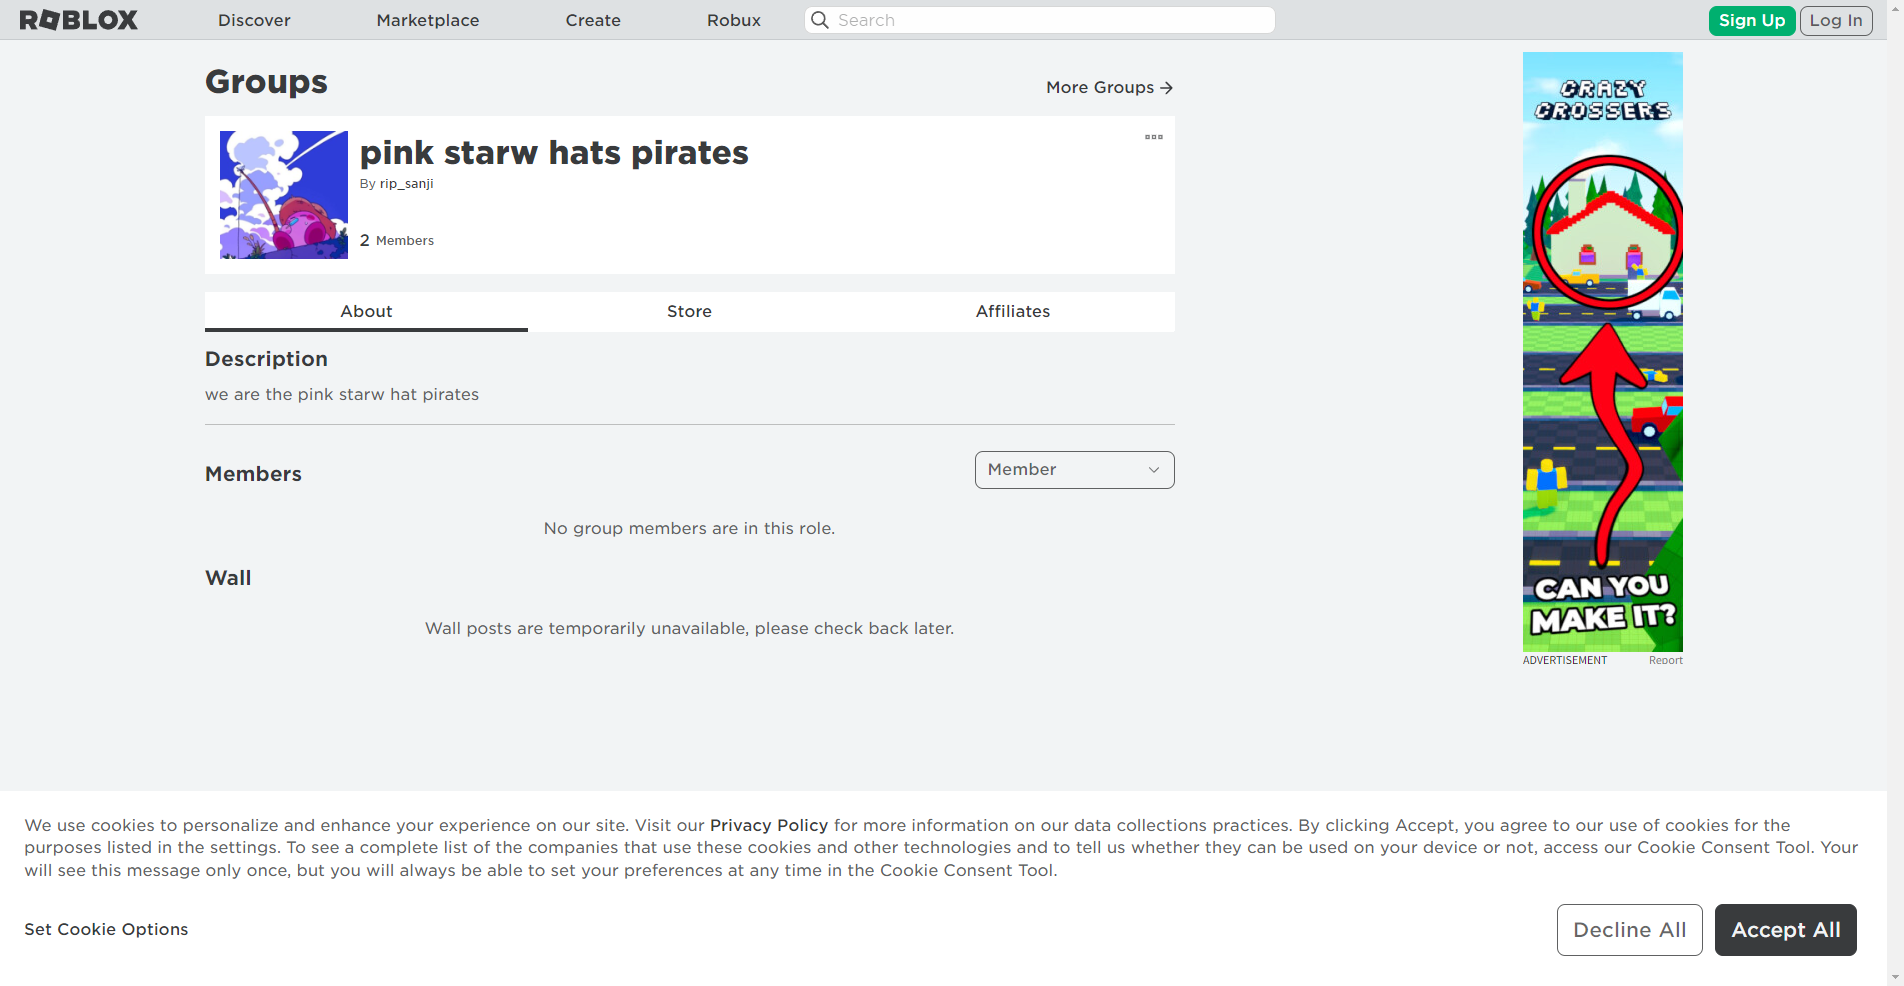 ROBLOX
Discover
Marketplace
Create
Robux
Search
Sign Up
Log In
Groups
More Groups
pink starw hats pirates
By rip_sanji
2 Members
About
Store
Affiliates
Description
we are the pink starw hat pirates
Members
Member
No group members are in this role.
Wall
Wall posts are temporarily unavailable, please check back later.
CRAZY
CROSSERS
CAN YOU
MAKE IT?
ADVERTISEMENT
Report
We use cookies to personalize and enhance your experience on our site. Visit our Privacy Policy for more information on our data collections practices. By clicking Accept, you agree to our use of cookies for the
purposes listed in the settings. To see a complete list of the companies that use these cookies and other technologies and to tell us whether they can be used on your device or not, access our Cookie Consent Tool. Your
will see this message only once, but you will always be able to set your preferences at any time in the Cookie Consent Tool.
Set Cookie Options
Decline All
Accept All